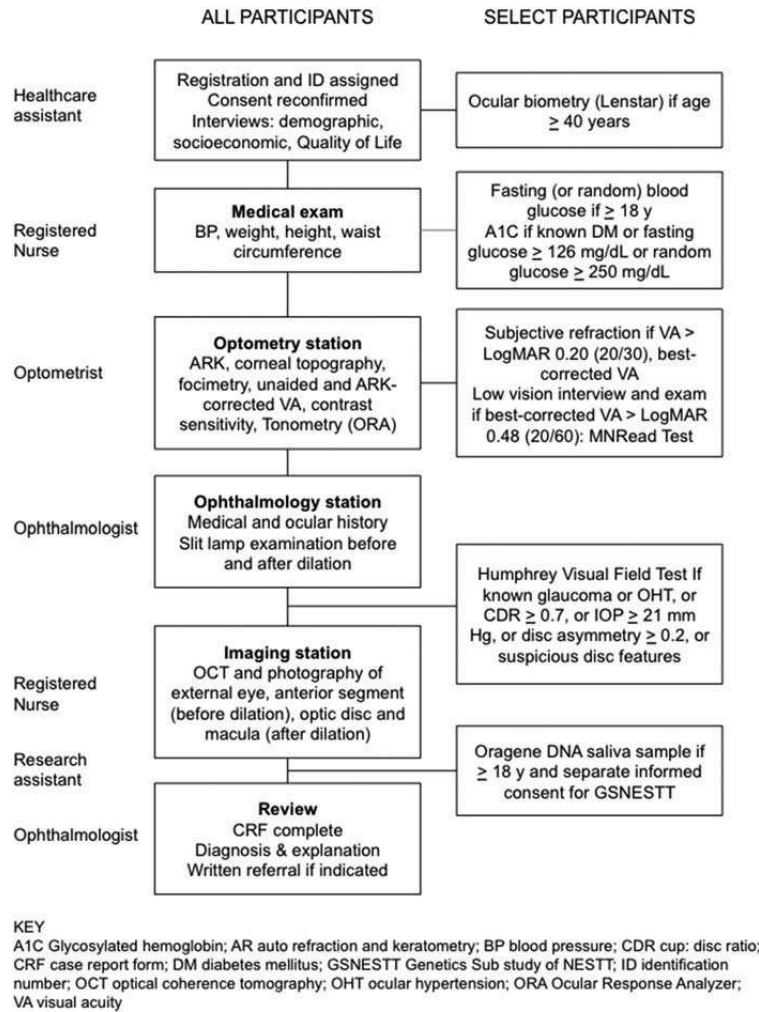 ALL PARTICIPANTS
SELECT PARTICIPANTS
Healthcare
assistant
Registration and ID assigned
Consent reconfirmed
Interviews: demographic,
socioeconomic, Quality of Life
Ocular biometry (Lenstar) if age
≥ 40 years
Registered
Nurse
Medical exam
BP, weight, height, waist
circumference
Fasting (or random) blood
glucose if ≥ 18 y
A1C if known DM or fasting
glucose ≥ 126 mg/dL or random
glucose ≥ 250 mg/dL
Optometrist
Optometry station
ARK, corneal topography,
focimetry, unaided and ARK-
corrected VA, contrast
sensitivity, Tonometry (ORA)
Subjective refraction if VA >
LogMAR 0.20 (20/30), best-
corrected VA
Low vision interview and exam
if best-corrected VA > LogMAR
0.48 (20/60): MNRead Test
Ophthalmologist
Ophthalmology station
Medical and ocular history
Slit lamp examination before
and after dilation
Humphrey Visual Field Test If
known glaucoma or OHT, or
CDR ≥ 0.7, or IOP ≥ 21 mm
Hg, or disc asymmetry ≥ 0.2, or
suspicious disc features
Registered
Nurse
Imaging station
OCT and photography of
external eye, anterior segment
(before dilation), optic disc and
macula (after dilation)
Research
assistant
Oragene DNA saliva sample if
≥ 18 y and separate informed
consent for GSNESTT
Ophthalmologist
Review
CRF complete
Diagnosis & explanation
Written referral if indicated
KEY
A1C Glycosylated hemoglobin; AR auto refraction and keratometry; BP blood pressure; CDR cup: disc ratio;
CRF case report form; DM diabetes mellitus; GSNESTT Genetics Sub study of NESTT; ID identification
number; OCT optical coherence tomography; OHT ocular hypertension; ORA Ocular Response Analyzer;
VA visual acuity